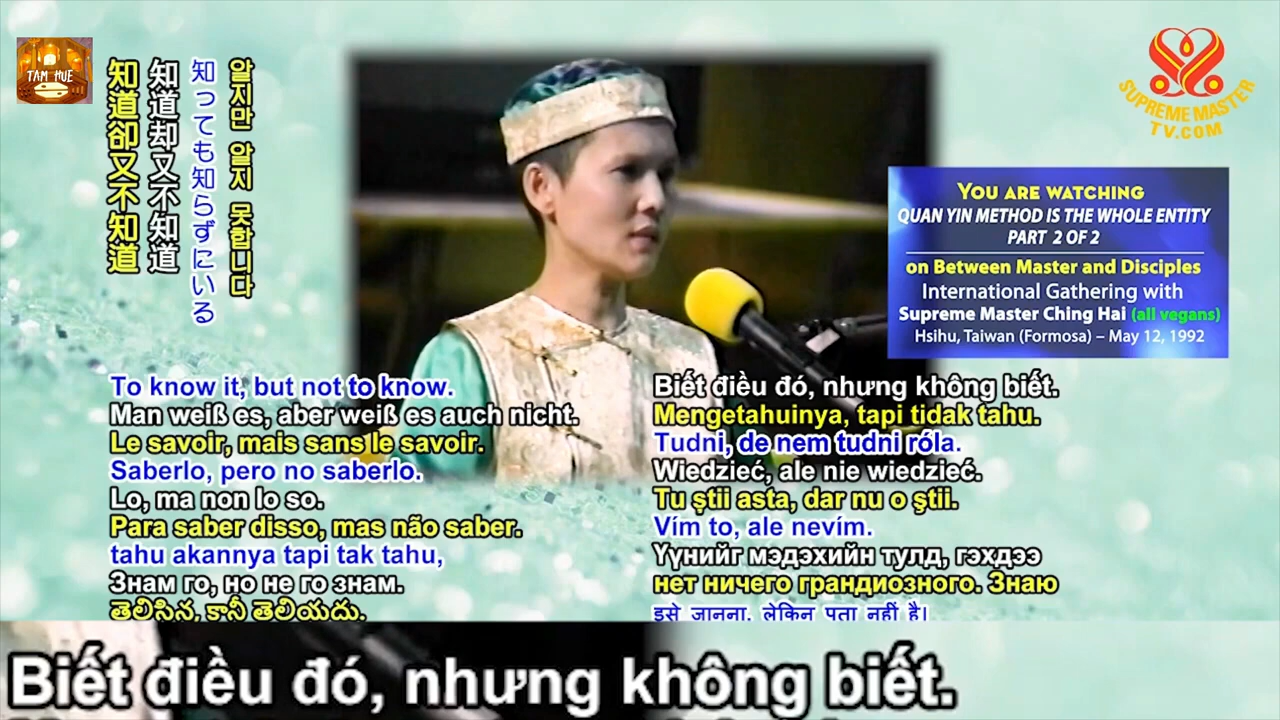 TAM HUE
知道卻又不知道
知道却又不知道
知っても知らずにいる
알지만 알지 못합니다
SUPREME MASTER
TV.COM
YOU ARE WATCHING
QUAN YIN METHOD IS THE WHOLE ENTITY
PART 2 OF 2
on Between Master and Disciples
International Gathering with
Supreme Master Ching Hai (all vegans)
Hsihu, Taiwan (Formosa) – May 12, 1992
To know it, but not to know.
Man weiß es, aber weiß es auch nicht.
Le savoir, mais sans le savoir.
Saberlo, pero no saberlo.
Lo, ma non lo so.
Para saber disso, mas não saber.
tahu akannya tapi tak tahu,
Знам го, но не го знам.
తెలిసిన, కానీ తెలియదు.
Biết điều đó, nhưng không biết.
Mengetahuinya, tapi tidak tahu.
Tudni, de nem tudni róla.
Wiedzieć, ale nie wiedzieć.
Tu știi asta, dar nu o ştii.
Vím to, ale nevím.
Үүнийг мэдэхийн тулд, гэхдээ
нет ничего грандиозного. Знаю
इसे जानना, लेकिन पता नहीं है।
Biết điều đó, nhưng không biết.